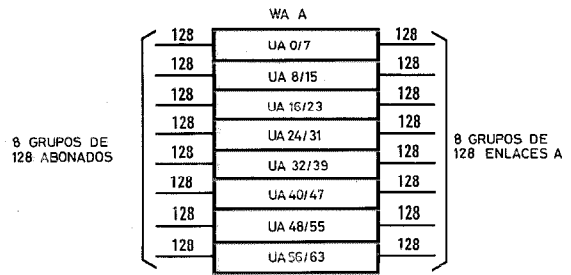 WA A
128 UA 0/7 128
128 UA 8/15 128
128 UA 16/23 128
128 UA 24/31 128
128 UA 32/39 128
128 UA 40/47 128
128 UA 48/55 128
128 UA 56/63 128
8 GRUPOS DE
128 ABONADOS
8 GRUPOS DE
128 ENLACES A